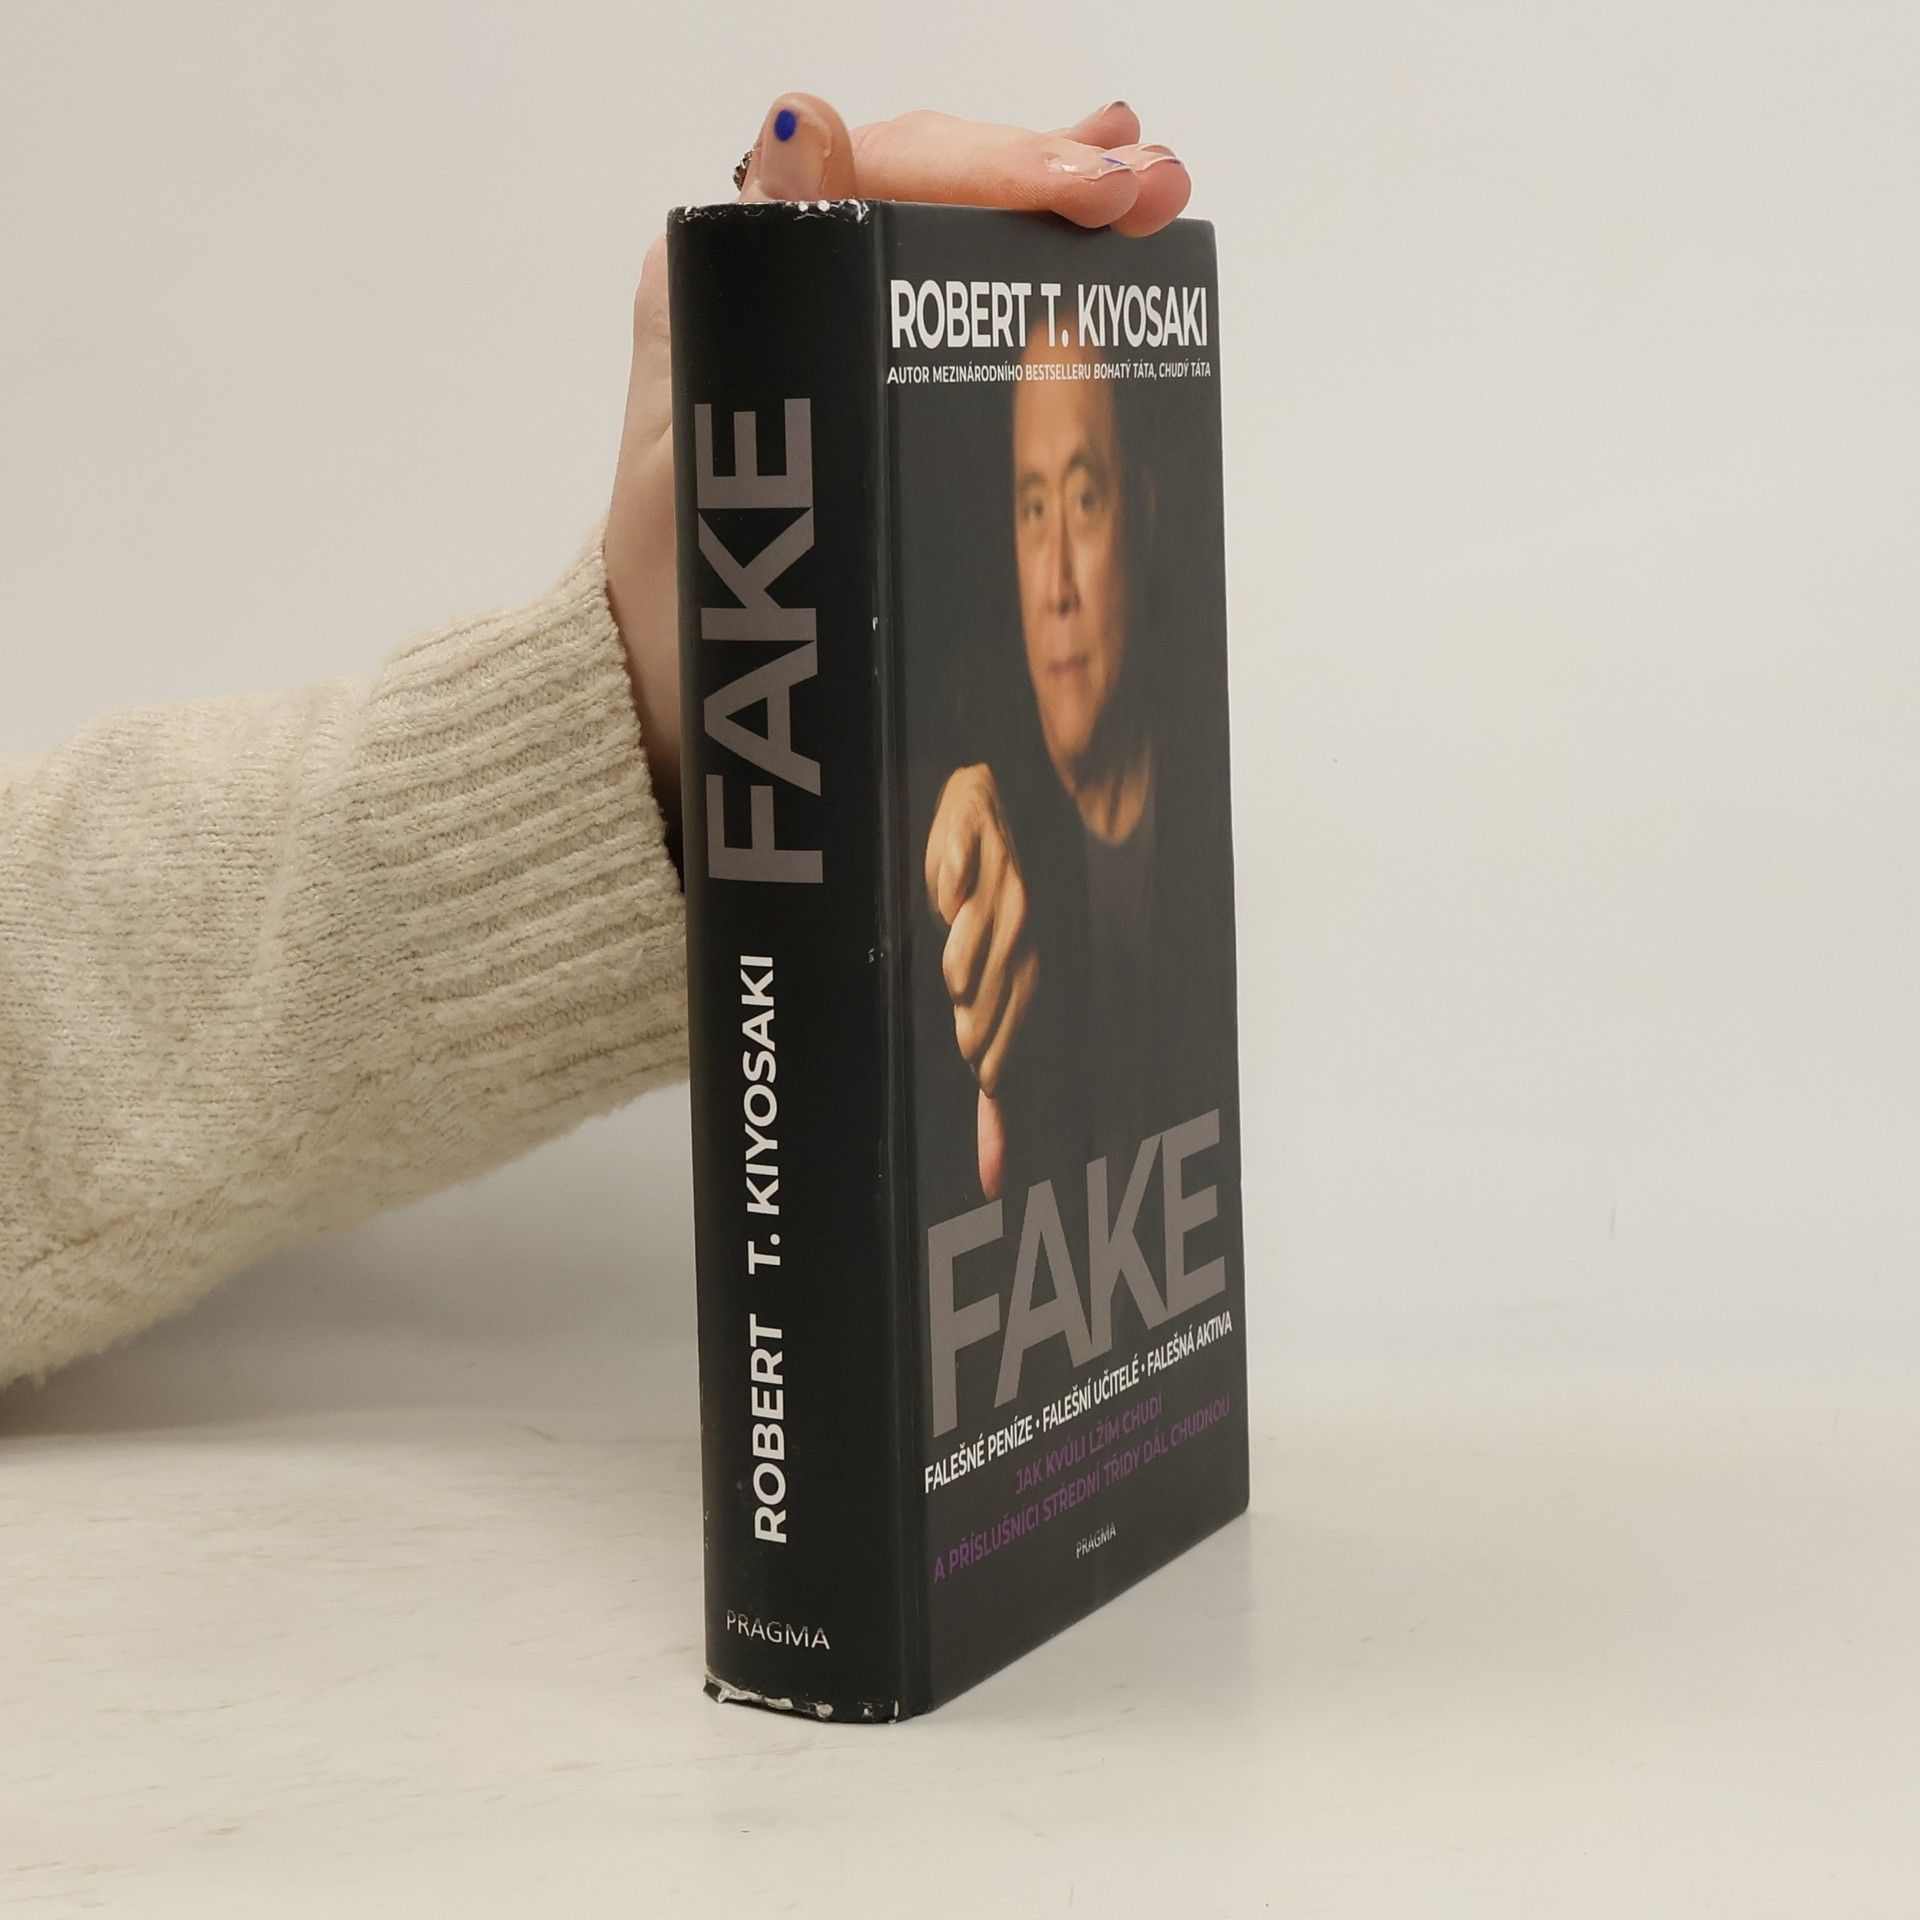 FAKE
ROBERT T. KIYOSAKI
PRAGMA
ROBERT T. KIYOSAKI
AUTOR MEZINÁRODNÍHO BESTSELLERU BOHATÝ TÁTA, CHUDÝ TÁTA
FAKE
FALEŠNÉ PENÍZE • FALEŠNÍ UČITELÉ • FALEŠNÁ AKTIVA
JAK KVŮLI LŽÍM CHUDÍ
A PŘÍSLUŠNÍCI STŘEDNÍ TŘÍDY DÁL CHUDNOU
PRAGMA